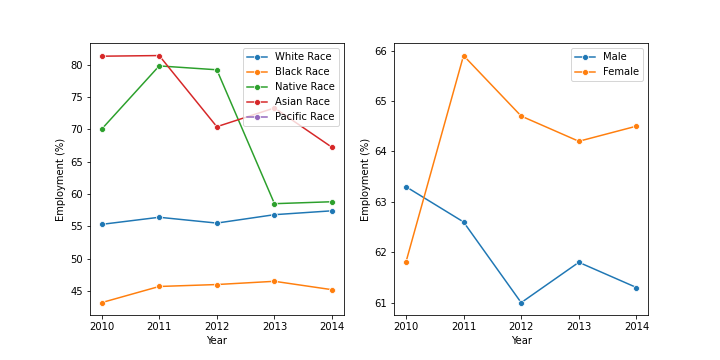 Employment (%)
80
75
70
65
60
55
50
45
2010 2011 2012 2013 2014
Year
White Race
Black Race
Native Race
Asian Race
Pacific Race
Employment (%)
66
65
64
63
62
61
2010 2011 2012 2013 2014
Year
Male
Female